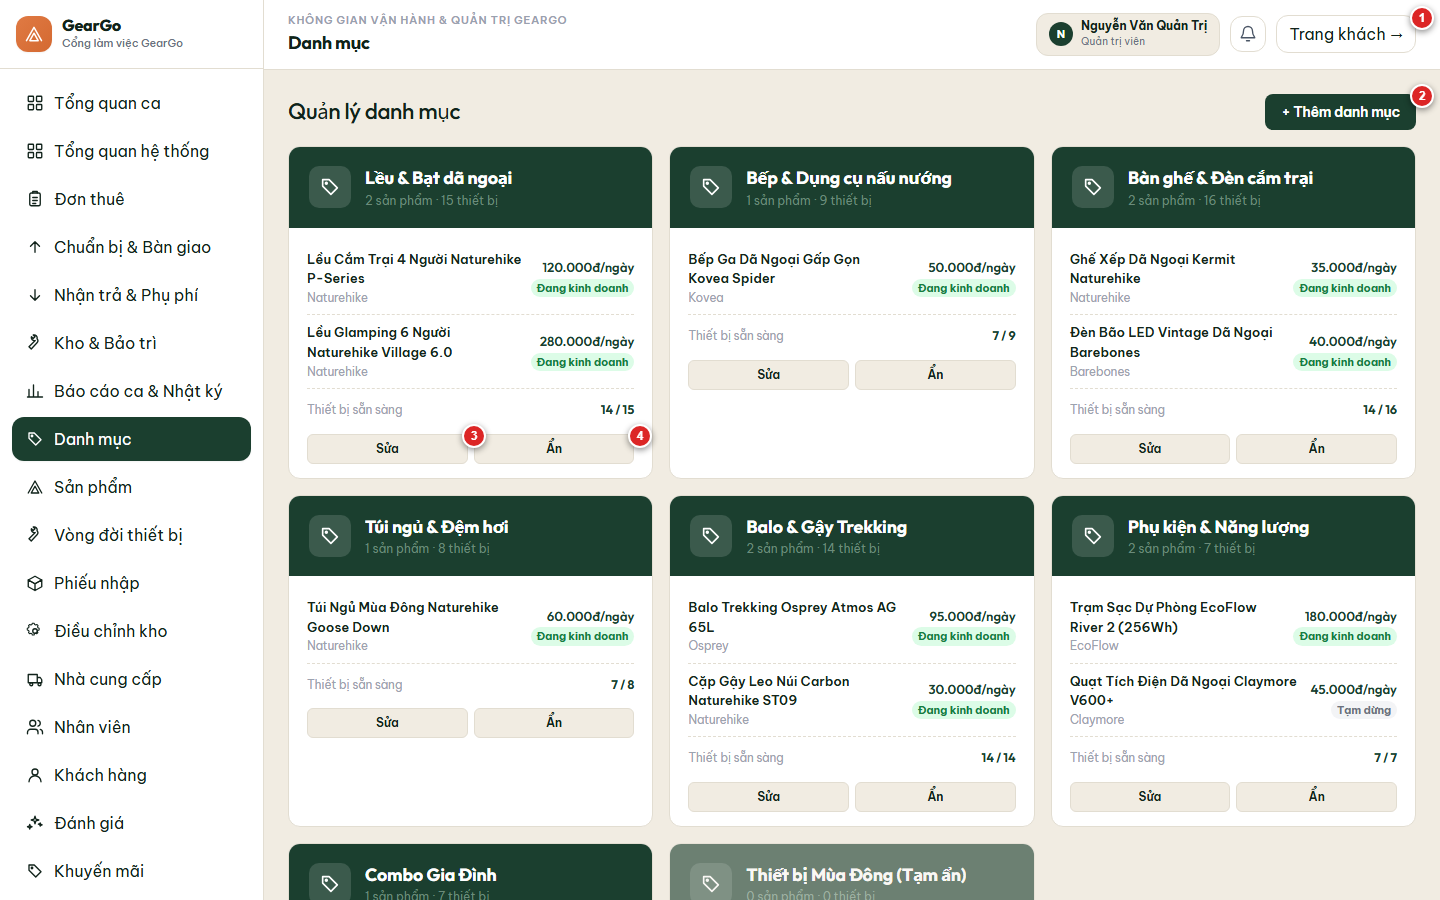 GearGo
Cổng làm việc GearGo
Tổng quan ca
Tổng quan hệ thống
Đơn thuê
Chuẩn bị & Bàn giao
Nhận trả & Phụ phí
Kho & Bảo trì
Báo cáo ca & Nhật ký
Danh mục
Sản phẩm
Vòng đời thiết bị
Phiếu nhập
Điều chỉnh kho
Nhà cung cấp
Nhân viên
Khách hàng
Đánh giá
Khuyến mãi
KHÔNG GIAN VẬN HÀNH & QUẢN TRỊ GEARGO
Danh mục
N
Nguyễn Văn Quản Trị
Quản trị viên
Trang khách →
1
Quản lý danh mục
+ Thêm danh mục
2
Lều & Bạt dã ngoại
2 sản phẩm · 15 thiết bị
Lều Cắm Trại 4 Người Naturehike
P-Series
Naturehike
120.000đ/ngày
Đang kinh doanh
Lều Glamping 6 Người
Naturehike Village 6.0
Naturehike
280.000đ/ngày
Đang kinh doanh
Thiết bị sẵn sàng
14 / 15
Sửa
3
Ẩn
4
Bếp & Dụng cụ nấu nướng
1 sản phẩm · 9 thiết bị
Bếp Ga Dã Ngoại Gấp Gọn
Kovea Spider
Kovea
50.000đ/ngày
Đang kinh doanh
Thiết bị sẵn sàng
7 / 9
Sửa
Ẩn
Bàn ghế & Đèn cắm trại
2 sản phẩm · 16 thiết bị
Ghế Xếp Dã Ngoại Kermit
Naturehike
Naturehike
35.000đ/ngày
Đang kinh doanh
Đèn Bão LED Vintage Dã Ngoại
Barebones
Barebones
40.000đ/ngày
Đang kinh doanh
Thiết bị sẵn sàng
14 / 16
Sửa
Ẩn
Túi ngủ & Đệm hơi
1 sản phẩm · 8 thiết bị
Túi Ngủ Mùa Đông Naturehike
Goose Down
Naturehike
60.000đ/ngày
Đang kinh doanh
Thiết bị sẵn sàng
7 / 8
Sửa
Ẩn
Balo & Gậy Trekking
2 sản phẩm · 14 thiết bị
Balo Trekking Osprey Atmos AG
65L
Osprey
95.000đ/ngày
Đang kinh doanh
Cặp Gậy Leo Núi Carbon
Naturehike ST09
Naturehike
30.000đ/ngày
Đang kinh doanh
Thiết bị sẵn sàng
14 / 14
Sửa
Ẩn
Phụ kiện & Năng lượng
2 sản phẩm · 7 thiết bị
Trạm Sạc Dự Phòng EcoFlow
River 2 (256Wh)
EcoFlow
180.000đ/ngày
Đang kinh doanh
Quạt Tích Điện Dã Ngoại Claymore
V600+
Claymore
45.000đ/ngày
Tạm dừng
Thiết bị sẵn sàng
7 / 7
Sửa
Ẩn
Combo Gia Đình
1 sản phẩm · 7 thiết bị
Thiết bị Mùa Đông (Tạm ẩn)
0 sản phẩm · 0 thiết bị